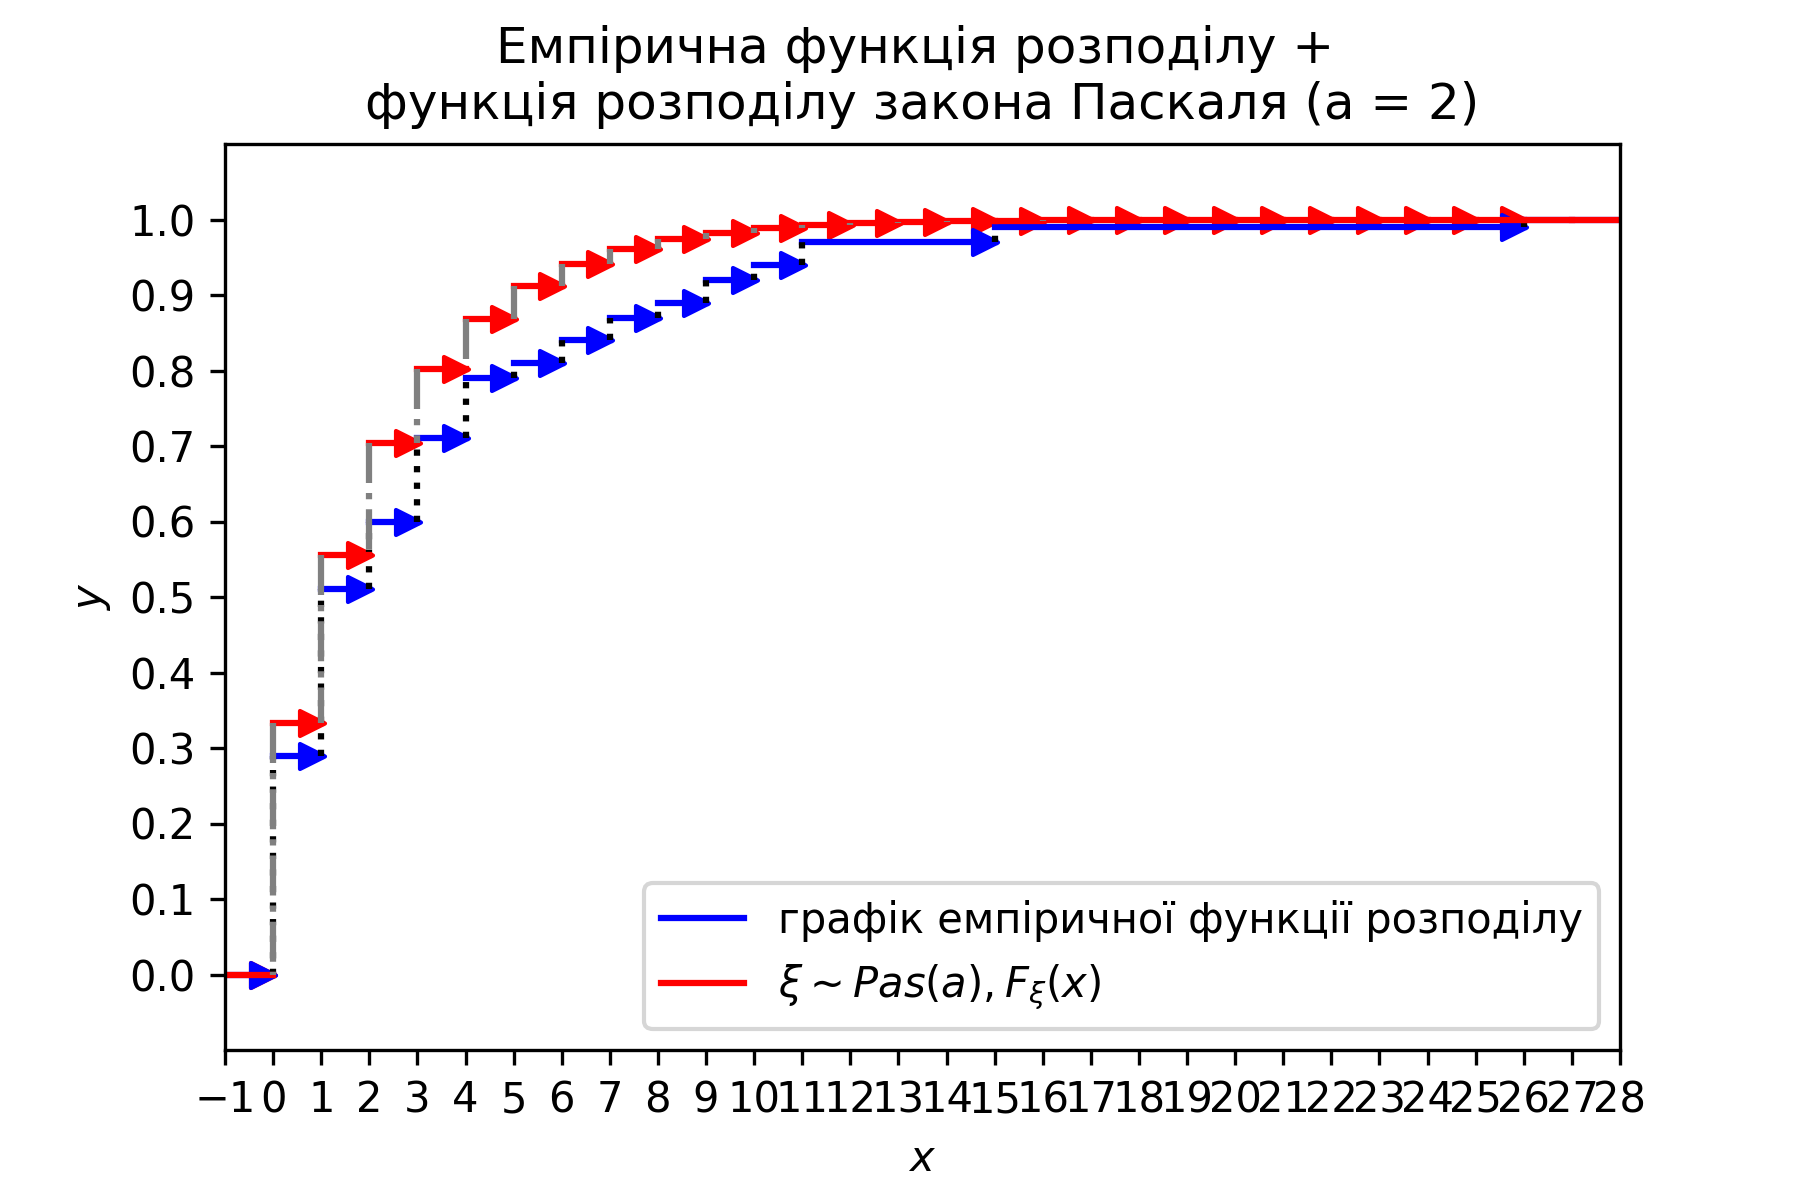 Емпірична функція розподілу +
функція розподілу закона Паскаля (a = 2)
1.0
0.9
0.8
0.7
0.6
0.5
0.4
0.3
0.2
0.1
0.0
y
графік емпіричної функції розподілу
ξ ~ Pas(a), F_ξ(x)
−1 0 1 2 3 4 5 6 7 8 9 10 11 12 13 14 15 16 17 18 19 20 21 22 23 24 25 26 27 28
x